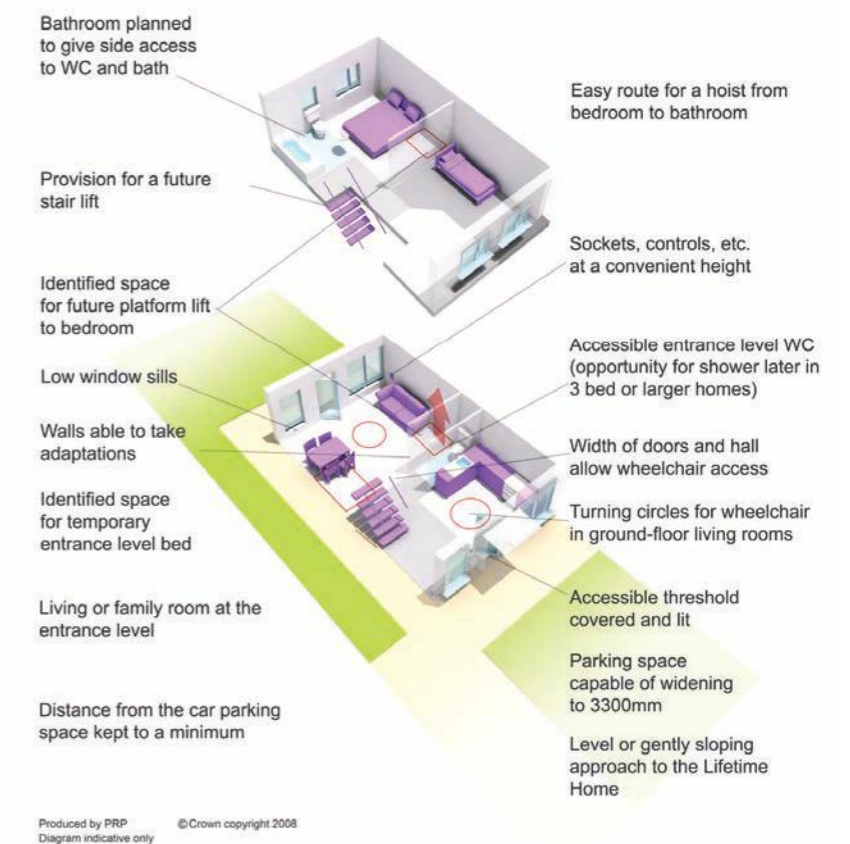 Bathroom planned
to give side access
to WC and bath
Provision for a future
stair lift
Identified space
for future platform lift
to bedroom
Low window sills
Walls able to take
adaptations
Identified space
for temporary
entrance level bed
Living or family room at the
entrance level
Distance from the car parking
space kept to a minimum
Easy route for a hoist from
bedroom to bathroom
Sockets, controls, etc.
at a convenient height
Accessible entrance level WC
(opportunity for shower later in
3 bed or larger homes)
Width of doors and hall
allow wheelchair access
Turning circles for wheelchair
in ground-floor living rooms
Accessible threshold
covered and lit
Parking space
capable of widening
to 3300mm
Level or gently sloping
approach to the Lifetime
Home
Produced by PRP ©Crown copyright 2008
Diagram indicative only